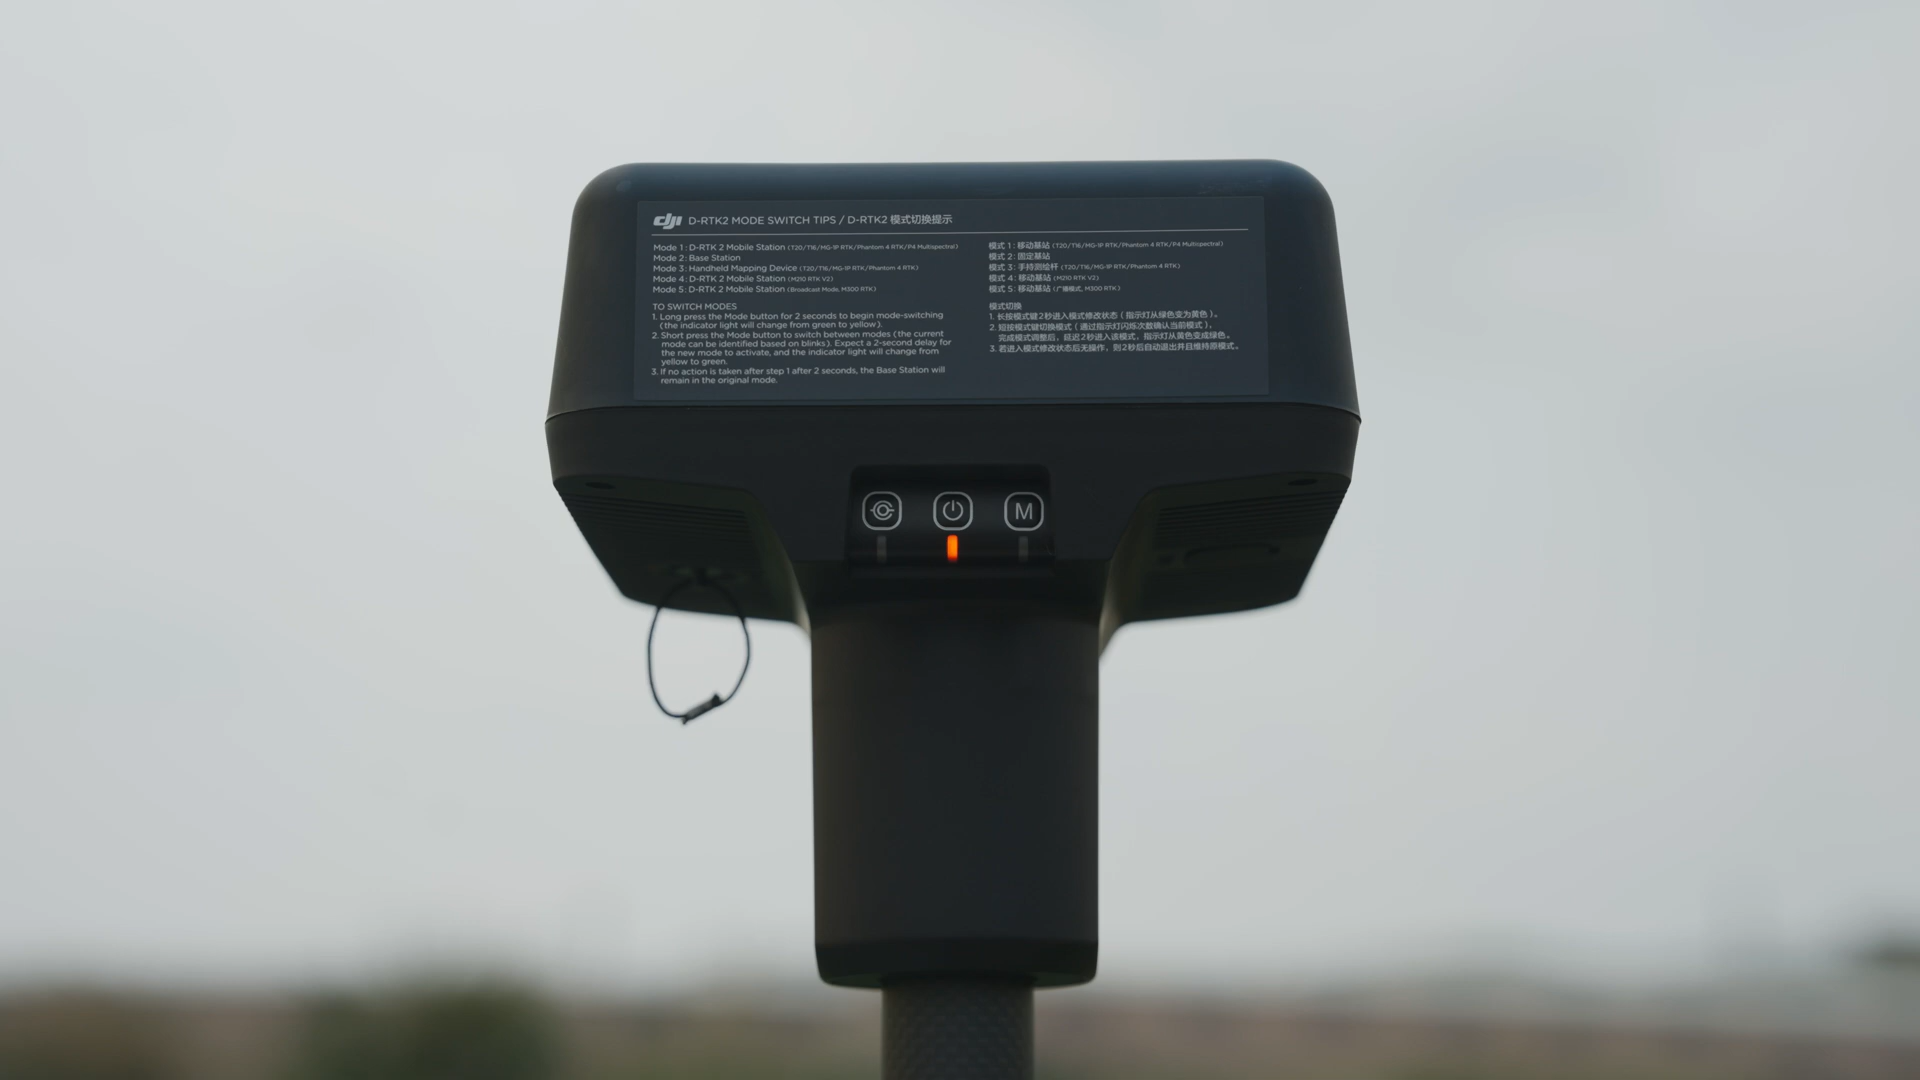 dji D-RTK2 MODE SWITCH TIPS / D-RTK2 模式切换提示
Mode 1 : D-RTK 2 Mobile Station (T20/T16/MG-1P RTK/Phantom 4 RTK/P4 Multispectral)
Mode 2 : Base Station
Mode 3 : Handheld Mapping Device (T20/T16/MG-1P RTK/Phantom 4 RTK)
Mode 4 : D-RTK 2 Mobile Station (M210 RTK V2)
Mode 5 : D-RTK 2 Mobile Station (Broadcast Mode, M300 RTK)
TO SWITCH MODES
1. Long press the Mode button for 2 seconds to begin mode-switching
(the indicator light will change from green to yellow).
2. Short press the Mode button to switch between modes (the current
mode can be identified based on blinks). Expect a 2-second delay for
the new mode to activate, and the indicator light will change from
yellow to green.
3. If no action is taken after step 1 after 2 seconds, the Base Station will
remain in the original mode.
模式 1 : 移动基站 (T20/T16/MG-1P RTK/Phantom 4 RTK/P4 Multispectral)
模式 2 : 固定基站
模式 3 : 手持测绘杆 (T20/T16/MG-1P RTK/Phantom 4 RTK)
模式 4 : 移动基站 (M210 RTK V2)
模式 5 : 移动基站 (广播模式, M300 RTK)
模式切换
1. 长按模式键2秒进入模式修改状态（指示灯从绿色变为黄色）。
2. 短按模式键切换模式（通过指示灯闪烁次数确认当前模式），
完成模式调整后，延迟2秒进入该模式，指示灯从黄色变成绿色。
3. 若进入模式修改状态后无操作，则2秒后自动退出并且维持原模式。
M